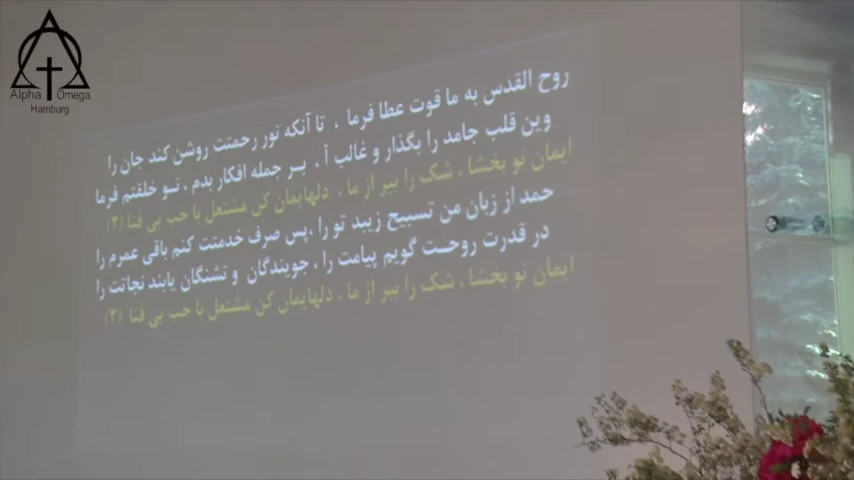 Alpha Omega
Hamburg
روح القدس به ما قوت عطا فرما ، تا آنکه نور رحمتت روشن کند جان را
وین قلب جامد را بگذار و غالب آ ، بر جمله افکار بدم ، تو خلقتم فرما
ایمان نو بخشا ، شک را ببر از ما ، دلهایمان کن مشتعل با حب بی فنا (۲)
حمد از زبان من تسبیح زیبد تو را ،پس صرف خدمتت کنم باقی عمرم را
در قدرت روحت گویم پیامت را ، جویندگان و تشنگان یابند نجاتت را
ایمان نو بخشا ، شک را ببر از ما ، دلهایمان کن مشتعل با حب بی فنا (۳)